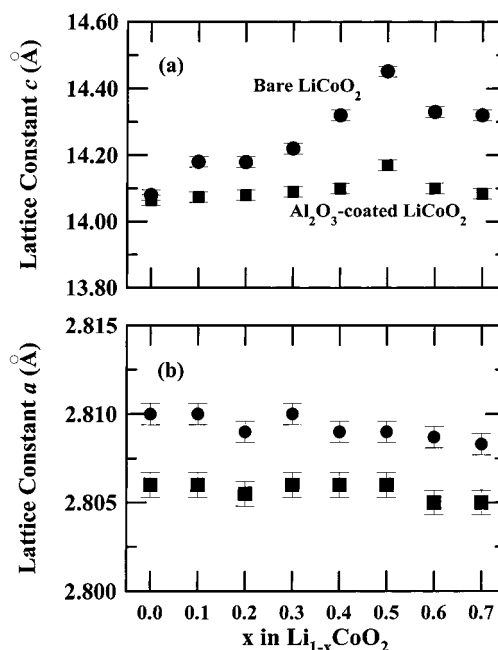 Lattice Constant c (Å)
14.60
14.40
14.20
14.00
13.80
(a)
Bare LiCoO₂
Al₂O₃-coated LiCoO₂
Lattice Constant a (Å)
2.815
2.810
2.805
2.800
(b)
0.0 0.1 0.2 0.3 0.4 0.5 0.6 0.7
x in Li₁₋ₓCoO₂